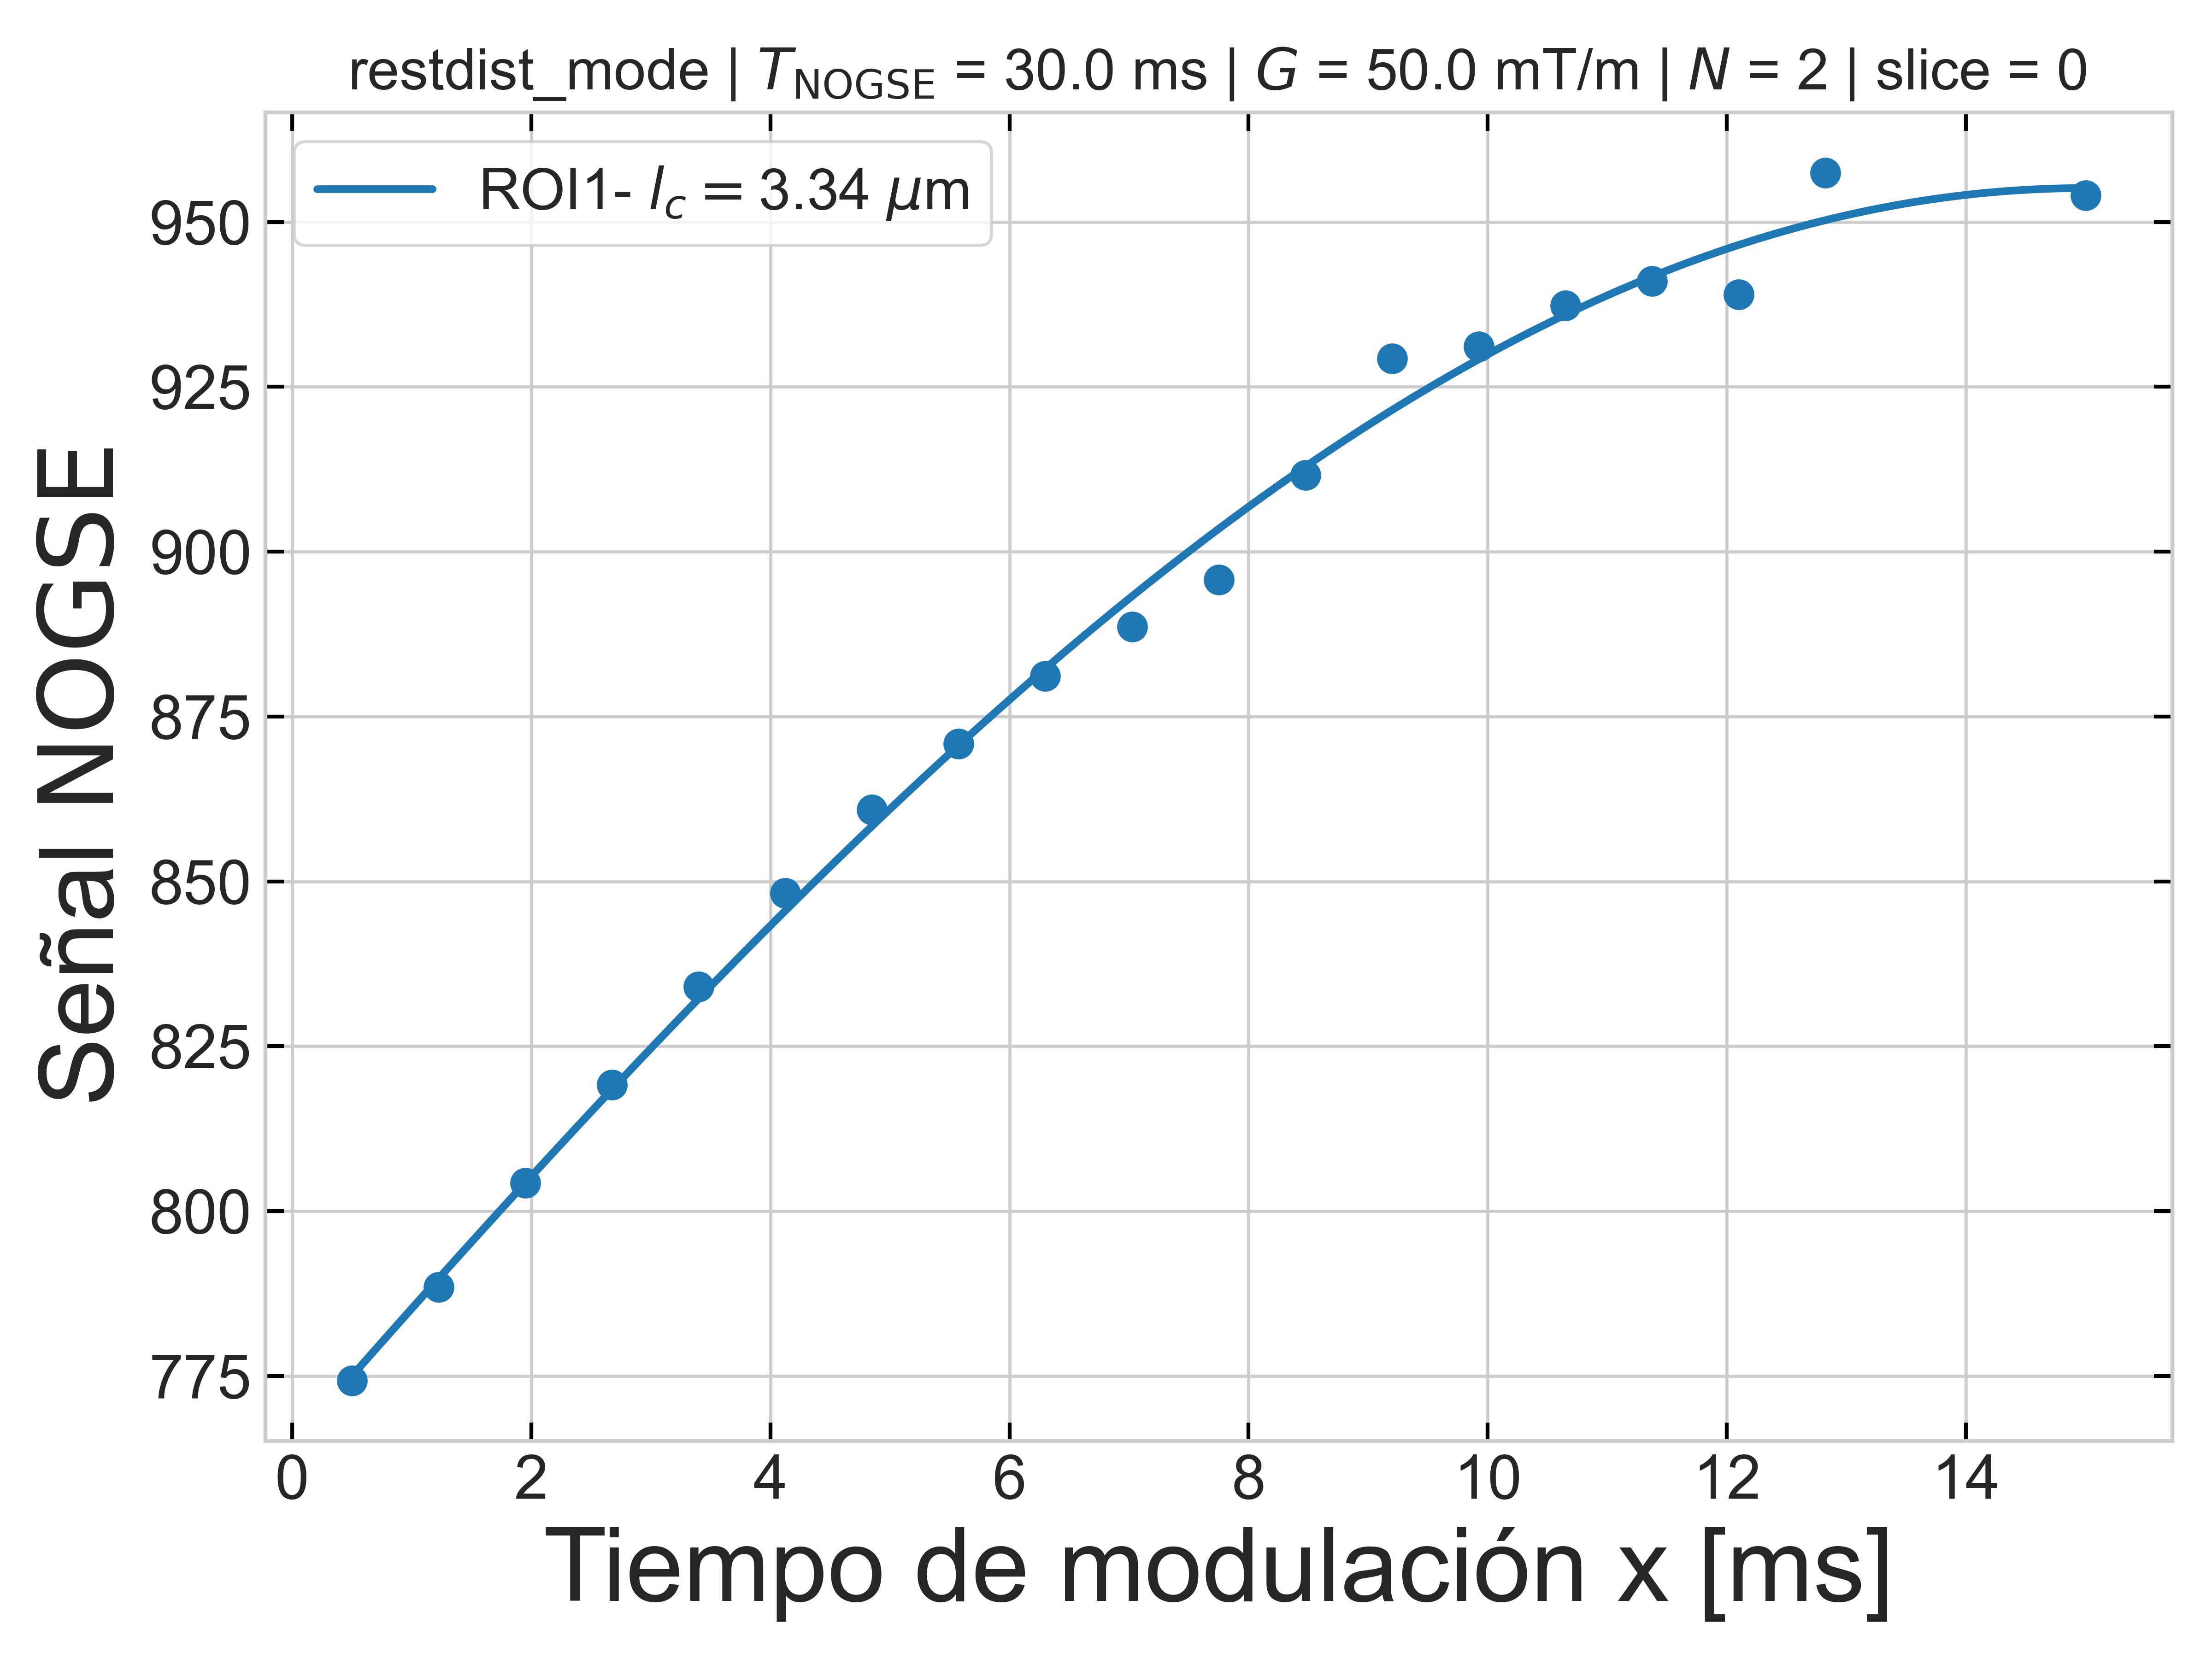 restdist_mode | T_NOGSE = 30.0 ms | G = 50.0 mT/m | N = 2 | slice = 0
ROI1- l_c = 3.34 μm
950
925
900
875
850
825
800
775
Señal NOGSE
0 2 4 6 8 10 12 14
Tiempo de modulación x [ms]